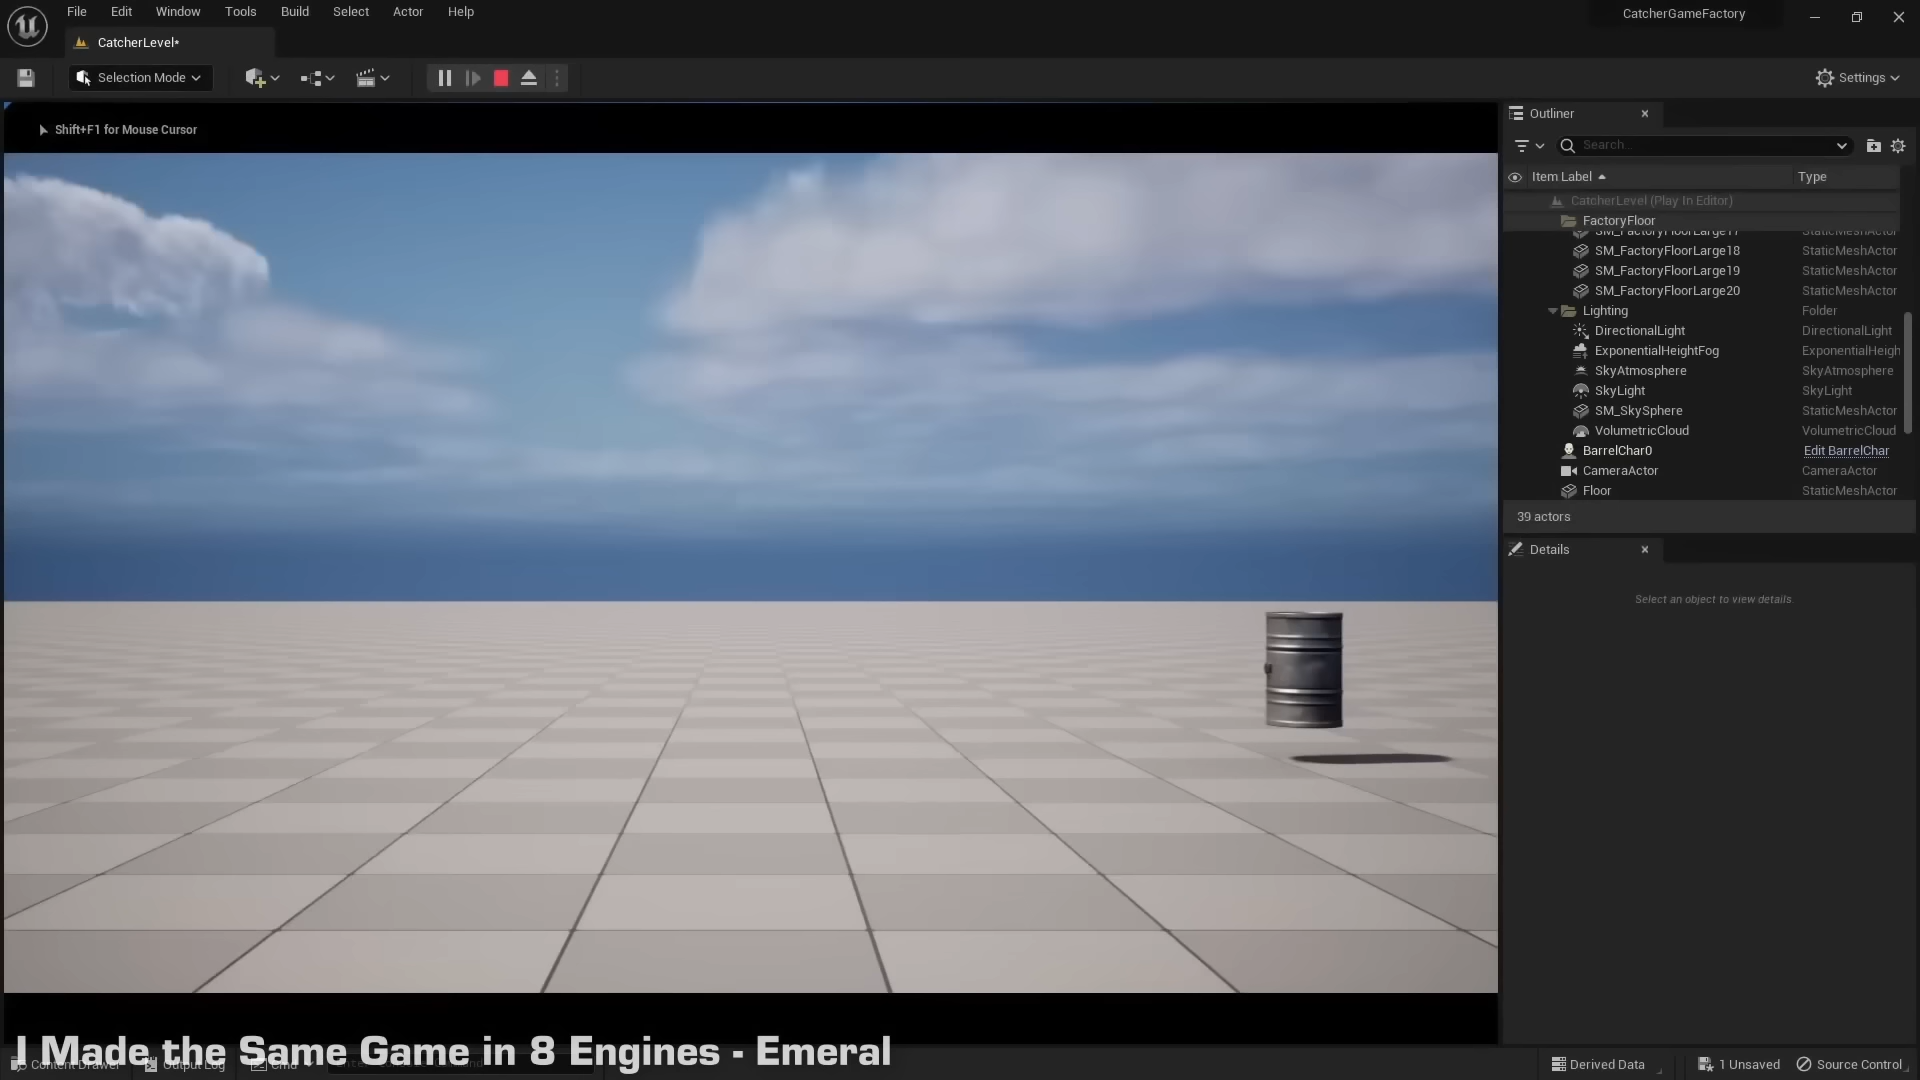 File Edit Window Tools Build Select Actor Help
CatcherGameFactory
CatcherLevel*
Selection Mode
Settings
Shift+F1 for Mouse Cursor
Outliner
Search...
Item Label Type
CatcherLevel (Play In Editor)
FactoryFloor
SM_FactoryFloorLarge17 StaticMeshActor
SM_FactoryFloorLarge18 StaticMeshActor
SM_FactoryFloorLarge19 StaticMeshActor
SM_FactoryFloorLarge20 StaticMeshActor
Lighting Folder
DirectionalLight DirectionalLight
ExponentialHeightFog ExponentialHeigh
SkyAtmosphere SkyAtmosphere
SkyLight SkyLight
SM_SkySphere StaticMeshActor
VolumetricCloud VolumetricCloud
BarrelChar0 Edit BarrelChar
CameraActor CameraActor
Floor StaticMeshActor
39 actors
Details
Select an object to view details.
I Made the Same Game in 8 Engines - Emeral
Content Drawer Output Log Cmd
Derived Data 1 Unsaved Source Control